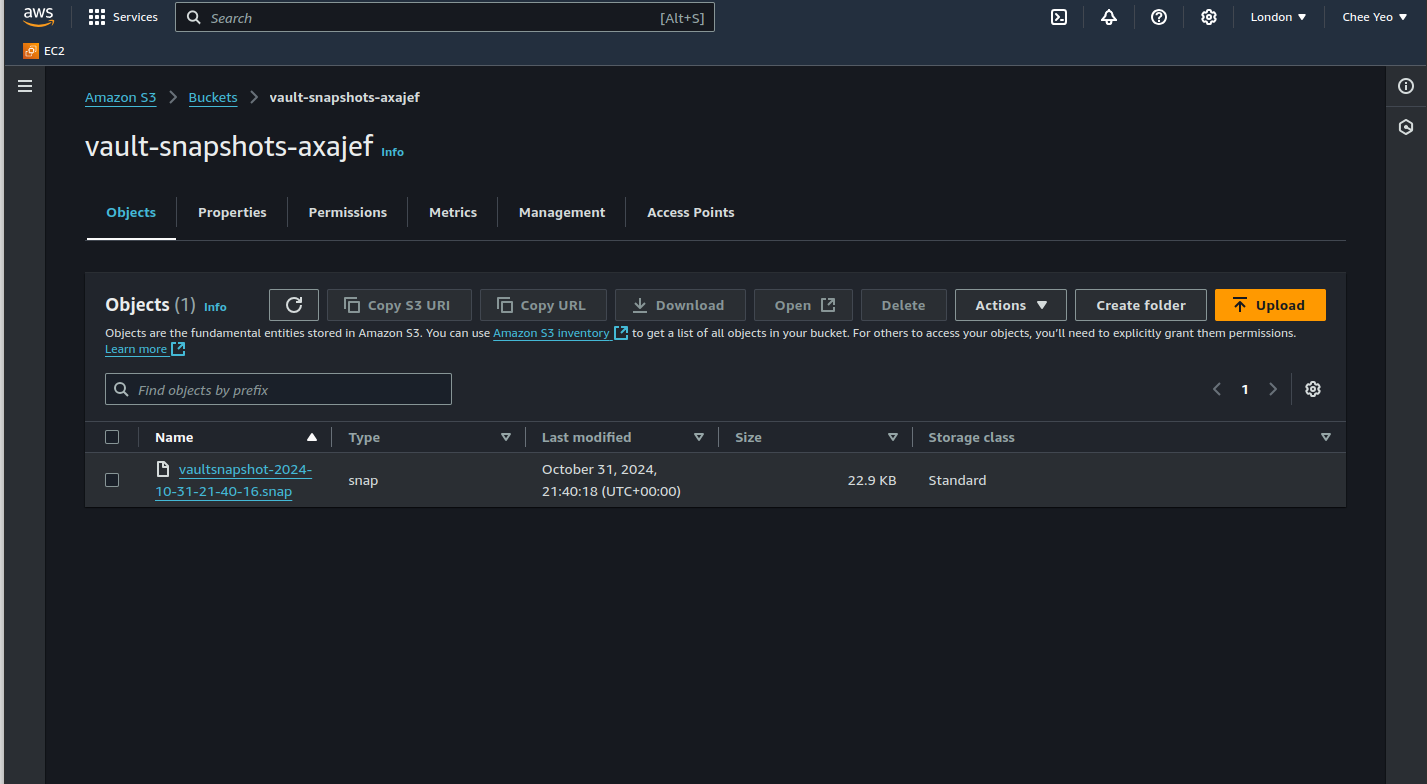 aws
Services
Search [Alt+S]
London
Chee Yeo
EC2
Amazon S3 > Buckets > vault-snapshots-axajef
vault-snapshots-axajef Info
Objects Properties Permissions Metrics Management Access Points
Objects (1) Info
Copy S3 URI
Copy URL
Download
Open
Delete
Actions
Create folder
Upload
Objects are the fundamental entities stored in Amazon S3. You can use Amazon S3 inventory to get a list of all objects in your bucket. For others to access your objects, you’ll need to explicitly grant them permissions.
Learn more
Find objects by prefix
1
Name Type Last modified Size Storage class
vaultsnapshot-2024-
10-31-21-40-16.snap
snap
October 31, 2024,
21:40:18 (UTC+00:00)
22.9 KB
Standard